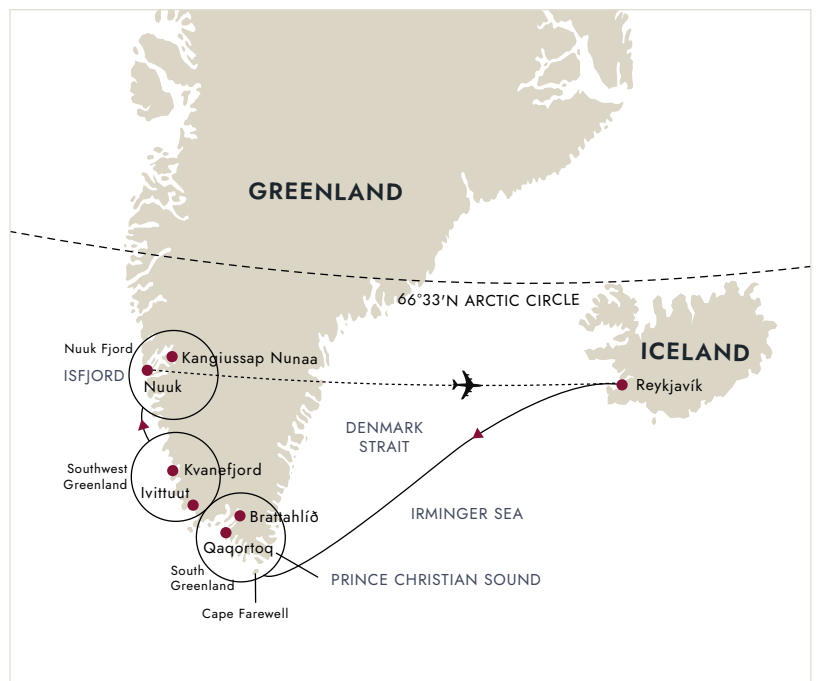 GREENLAND
66°33'N ARCTIC CIRCLE
Nuuk Fjord
Kangiussap Nunaa
ICELAND
ISFJORD
Nuuk
Reykjavík
DENMARK
STRAIT
Southwest
Greenland
Kvanefjord
Ivittuut
Brattahlíð
IRMINGER SEA
Qaqortoq
South
Greenland
PRINCE CHRISTIAN SOUND
Cape Farewell